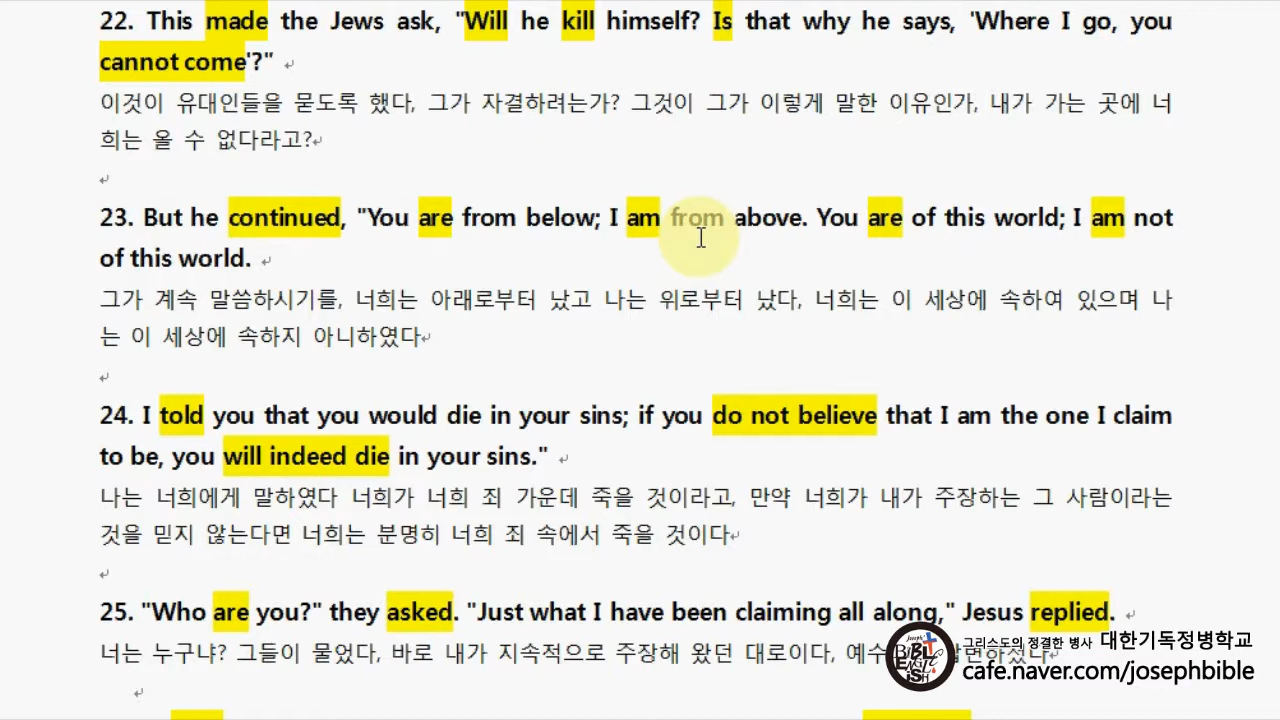 22. This made the Jews ask, "Will he kill himself? Is that why he says, 'Where I go, you
cannot come'?"
이것이 유대인들을 묻도록 했다, 그가 자결하려는가? 그것이 그가 이렇게 말한 이유인가, 내가 가는 곳에 너
희는 올 수 없다라고?
23. But he continued, "You are from below; I am from above. You are of this world; I am not
of this world.
그가 계속 말씀하시기를, 너희는 아래로부터 났고 나는 위로부터 났다, 너희는 이 세상에 속하여 있으며 나
는 이 세상에 속하지 아니하였다
24. I told you that you would die in your sins; if you do not believe that I am the one I claim
to be, you will indeed die in your sins."
나는 너희에게 말하였다 너희가 너희 죄 가운데 죽을 것이라고, 만약 너희가 내가 주장하는 그 사람이라는
것을 믿지 않는다면 너희는 분명히 너희 죄 속에서 죽을 것이다
25. "Who are you?" they asked. "Just what I have been claiming all along," Jesus replied.
너는 누구냐? 그들이 물었다, 바로 내가 지속적으로 주장해 왔던 대로이다, 예수
그리스도의 정결한 병사 대한기독정병학교
cafe.naver.com/josephbible